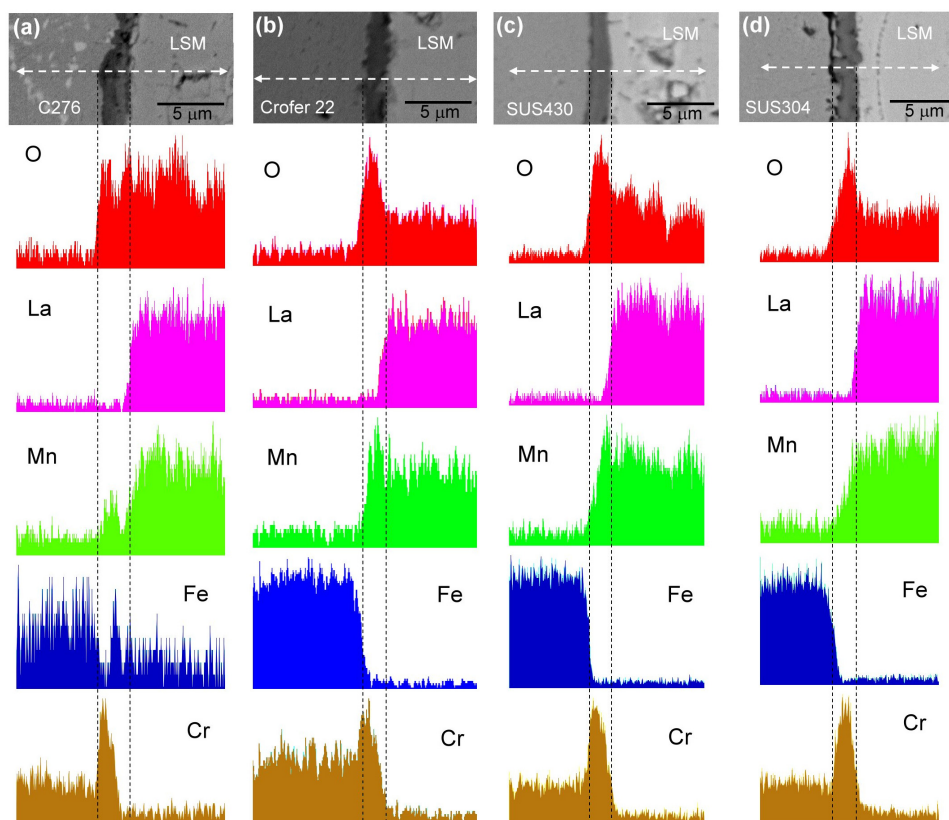 (a)
LSM
C276
5 μm
(b)
LSM
Crofer 22
5 μm
(c)
LSM
SUS430
5 μm
(d)
LSM
SUS304
5 μm
O
O
O
O
La
La
La
La
Mn
Mn
Mn
Mn
Fe
Fe
Fe
Fe
Cr
Cr
Cr
Cr